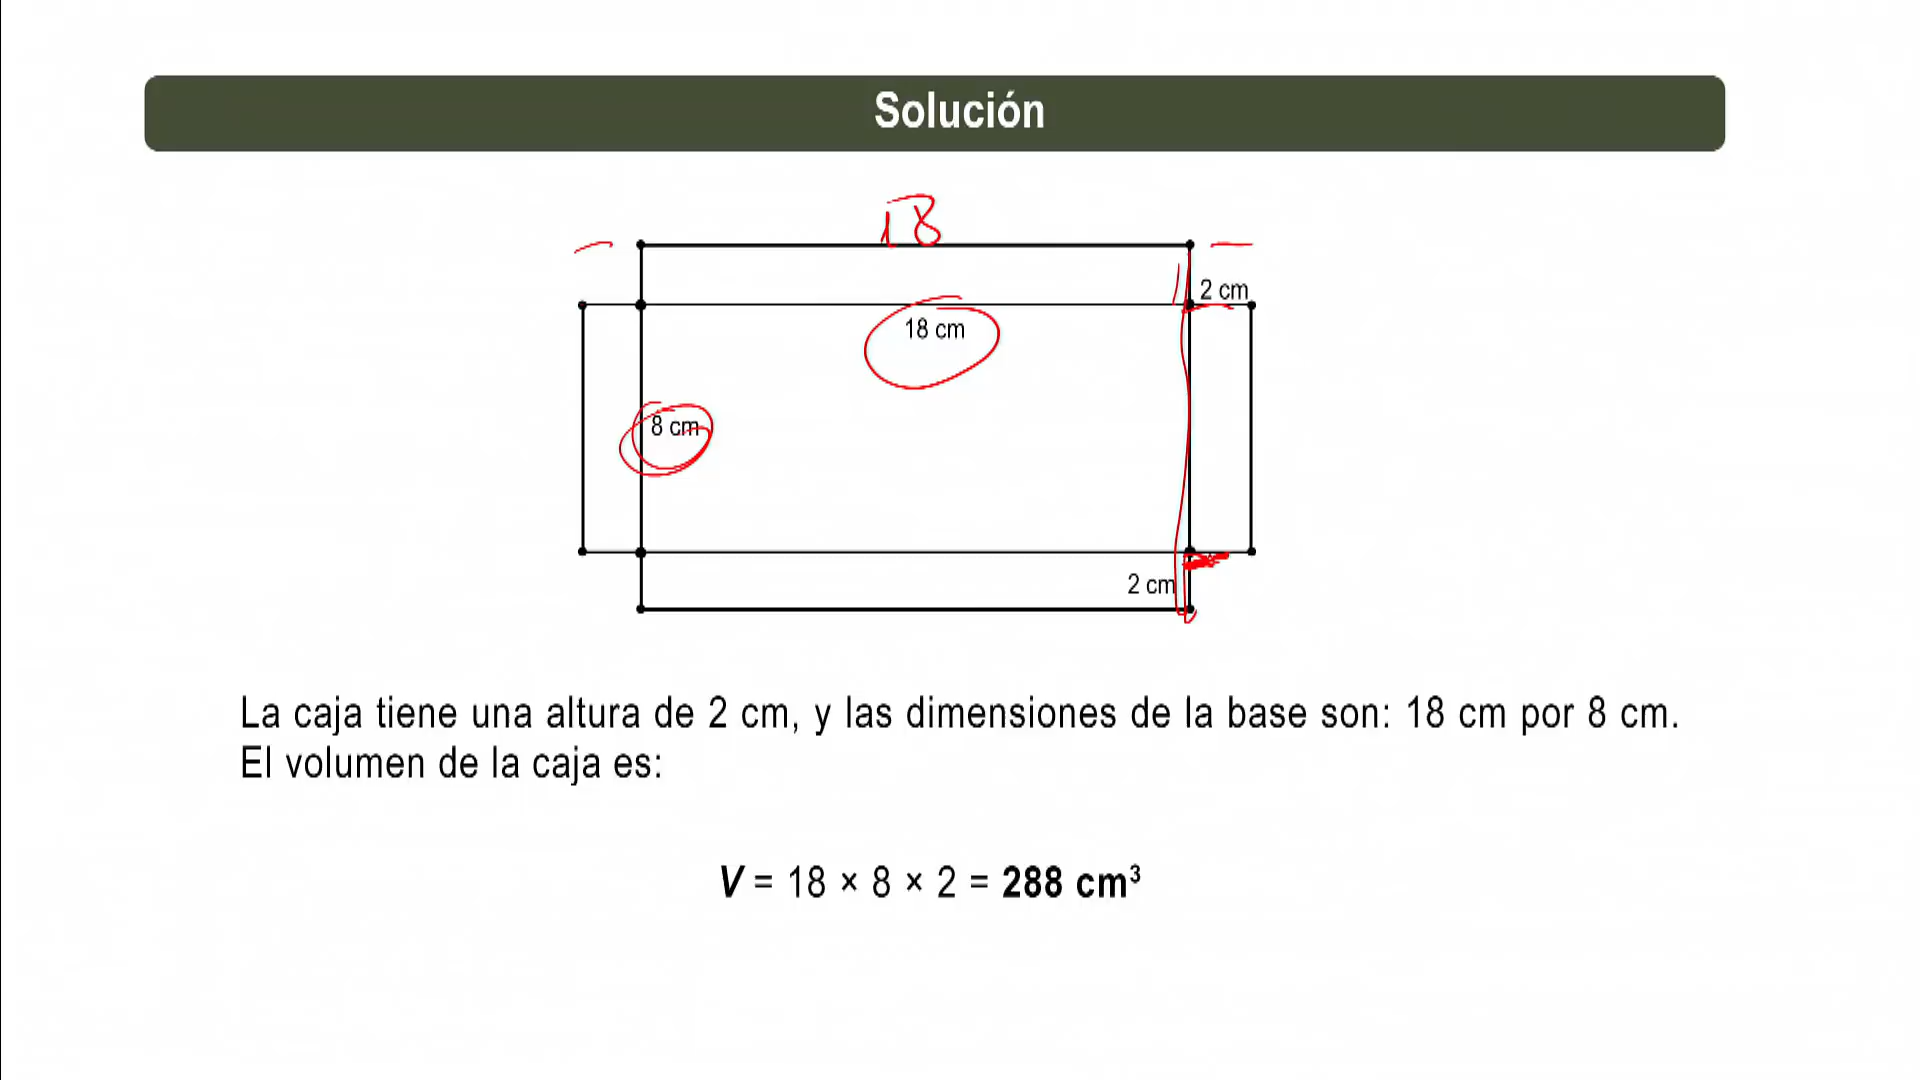 Solución
18
2 cm
18 cm
8 cm
2 cm
La caja tiene una altura de 2 cm, y las dimensiones de la base son: 18 cm por 8 cm.
El volumen de la caja es:
V = 18 × 8 × 2 = 288 cm³